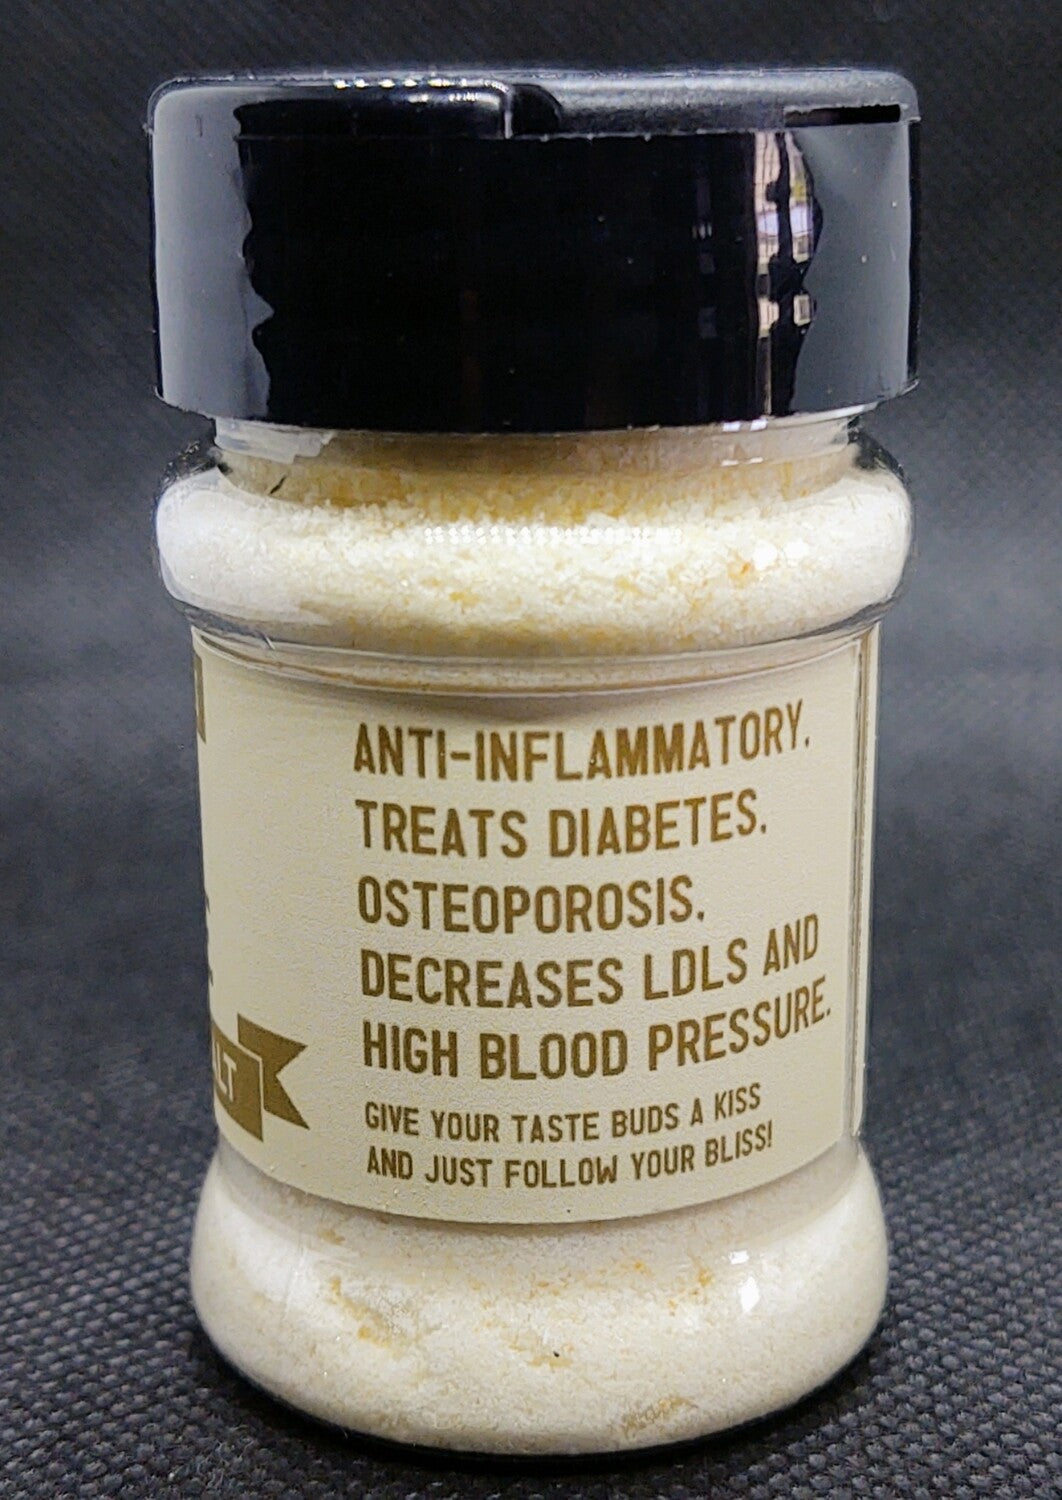 ANTI-INFLAMMATORY.
TREATS DIABETES.
OSTEOPOROSIS.
DECREASES LDLS AND
HIGH BLOOD PRESSURE.
GIVE YOUR TASTE BUDS A KISS
AND JUST FOLLOW YOUR BLISS!